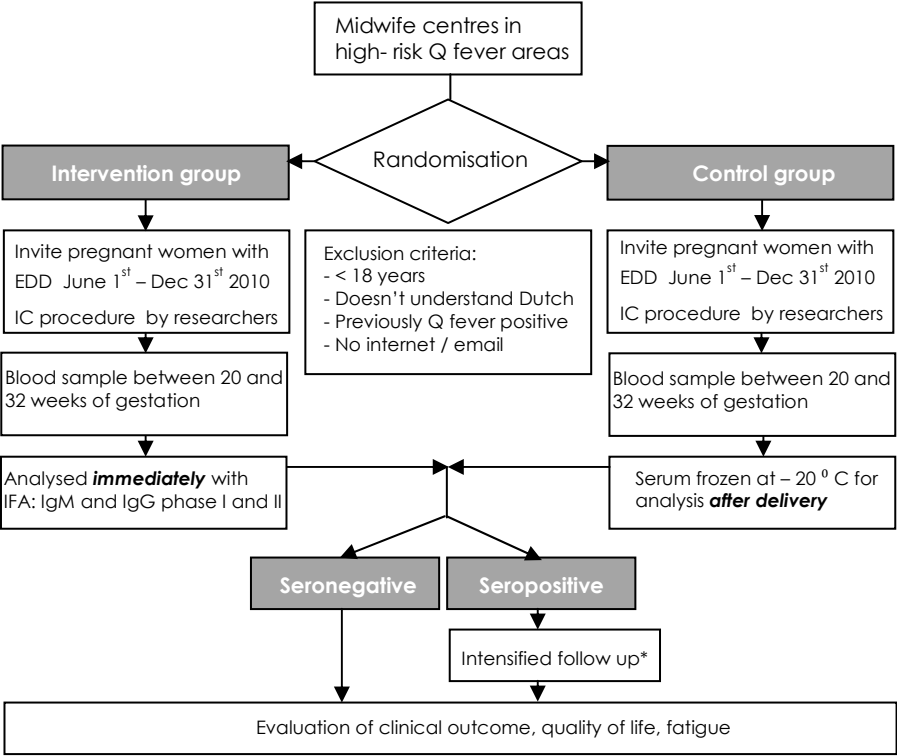 Midwife centres in
high- risk Q fever areas
Randomisation
Intervention group
Control group
Invite pregnant women with
EDD June 1st – Dec 31st 2010
IC procedure by researchers
Exclusion criteria:
- < 18 years
- Doesn't understand Dutch
- Previously Q fever positive
- No internet / email
Invite pregnant women with
EDD June 1st – Dec 31st 2010
IC procedure by researchers
Blood sample between 20 and
32 weeks of gestation
Blood sample between 20 and
32 weeks of gestation
Analysed immediately with
IFA: IgM and IgG phase I and II
Serum frozen at – 20 ⁰ C for
analysis after delivery
Seronegative
Seropositive
Intensified follow up*
Evaluation of clinical outcome, quality of life, fatigue